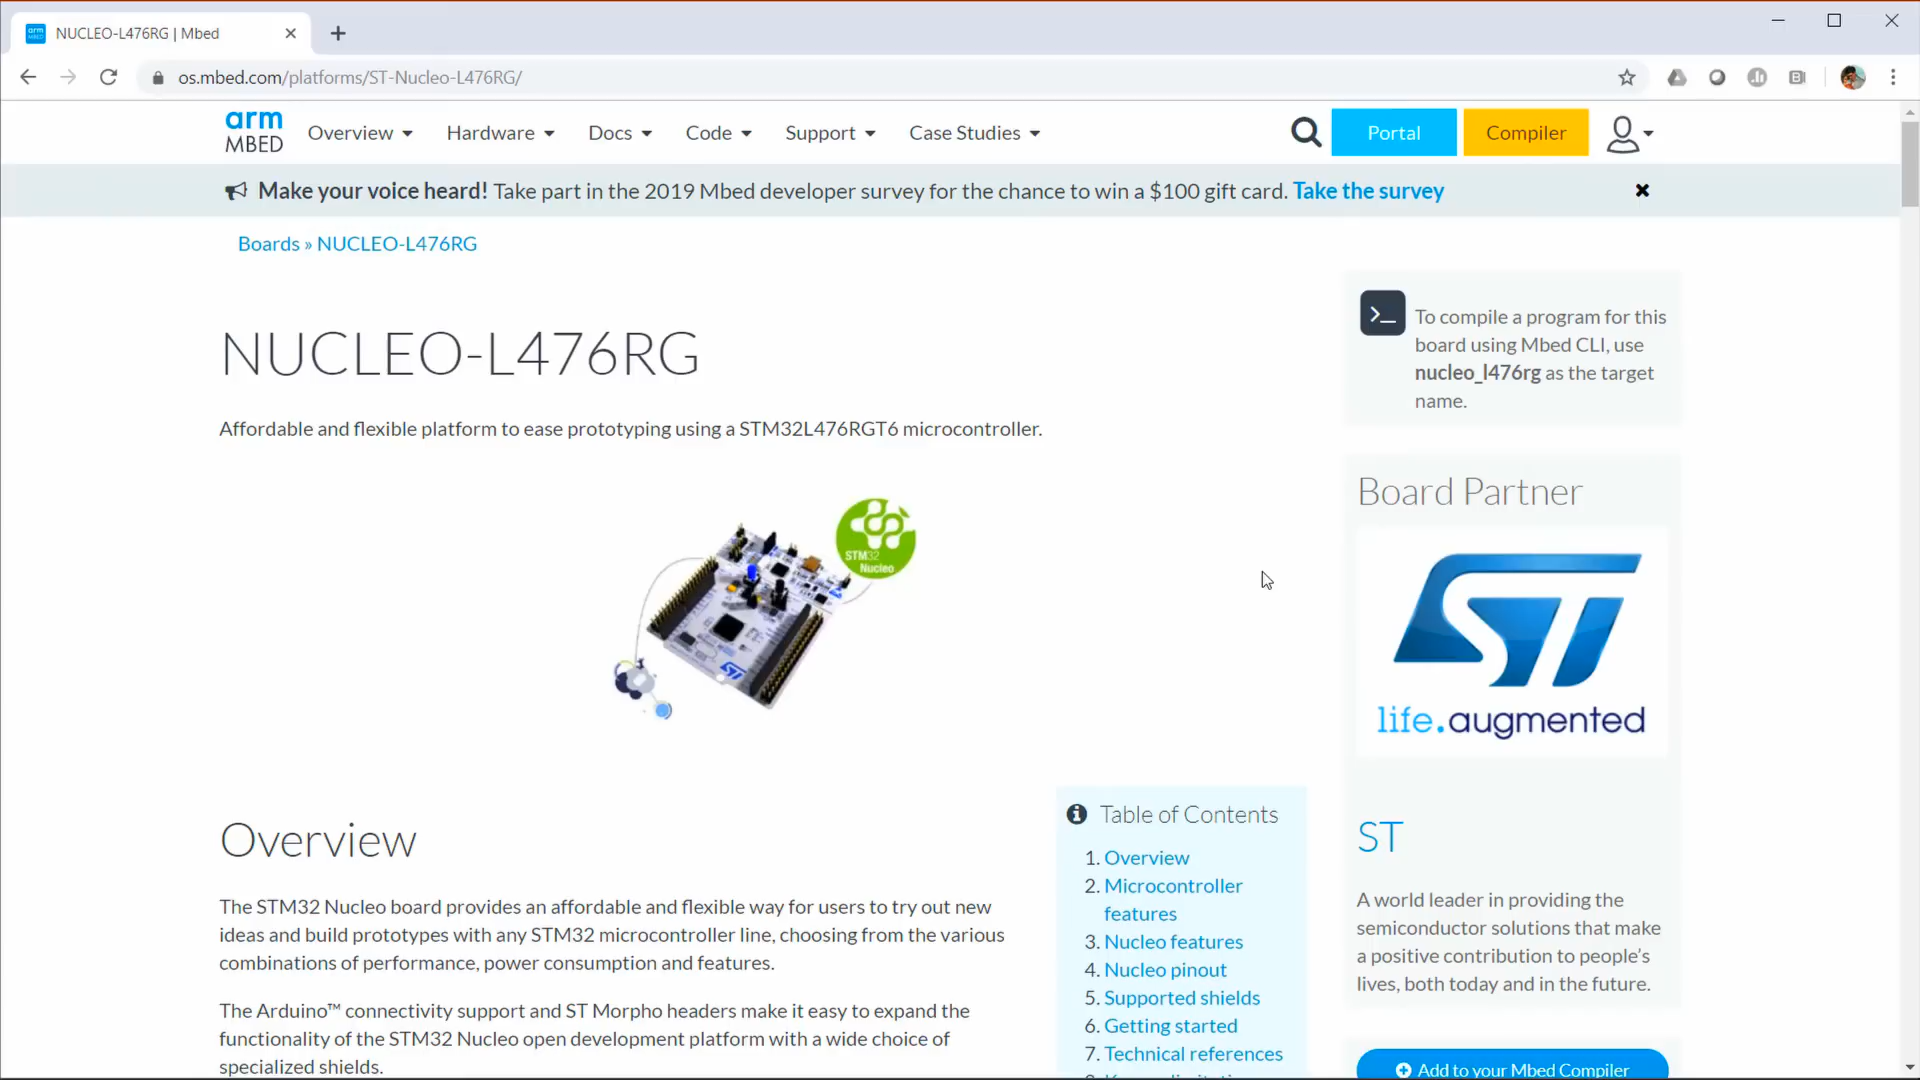 NUCLEO-L476RG | Mbed
os.mbed.com/platforms/ST-Nucleo-L476RG/
arm
MBED
Overview
Hardware
Docs
Code
Support
Case Studies
Portal
Compiler
Make your voice heard! Take part in the 2019 Mbed developer survey for the chance to win a $100 gift card. Take the survey
Boards » NUCLEO-L476RG
NUCLEO-L476RG
Affordable and flexible platform to ease prototyping using a STM32L476RGT6 microcontroller.
STM32
Nucleo
ST
Overview
The STM32 Nucleo board provides an affordable and flexible way for users to try out new
ideas and build prototypes with any STM32 microcontroller line, choosing from the various
combinations of performance, power consumption and features.
The Arduino™ connectivity support and ST Morpho headers make it easy to expand the
functionality of the STM32 Nucleo open development platform with a wide choice of
specialized shields.
Table of Contents
1. Overview
2. Microcontroller
features
3. Nucleo features
4. Nucleo pinout
5. Supported shields
6. Getting started
7. Technical references
>_
To compile a program for this
board using Mbed CLI, use
nucleo_l476rg as the target
name.
Board Partner
ST
life.augmented
ST
A world leader in providing the
semiconductor solutions that make
a positive contribution to people's
lives, both today and in the future.
Add to your Mbed Compiler